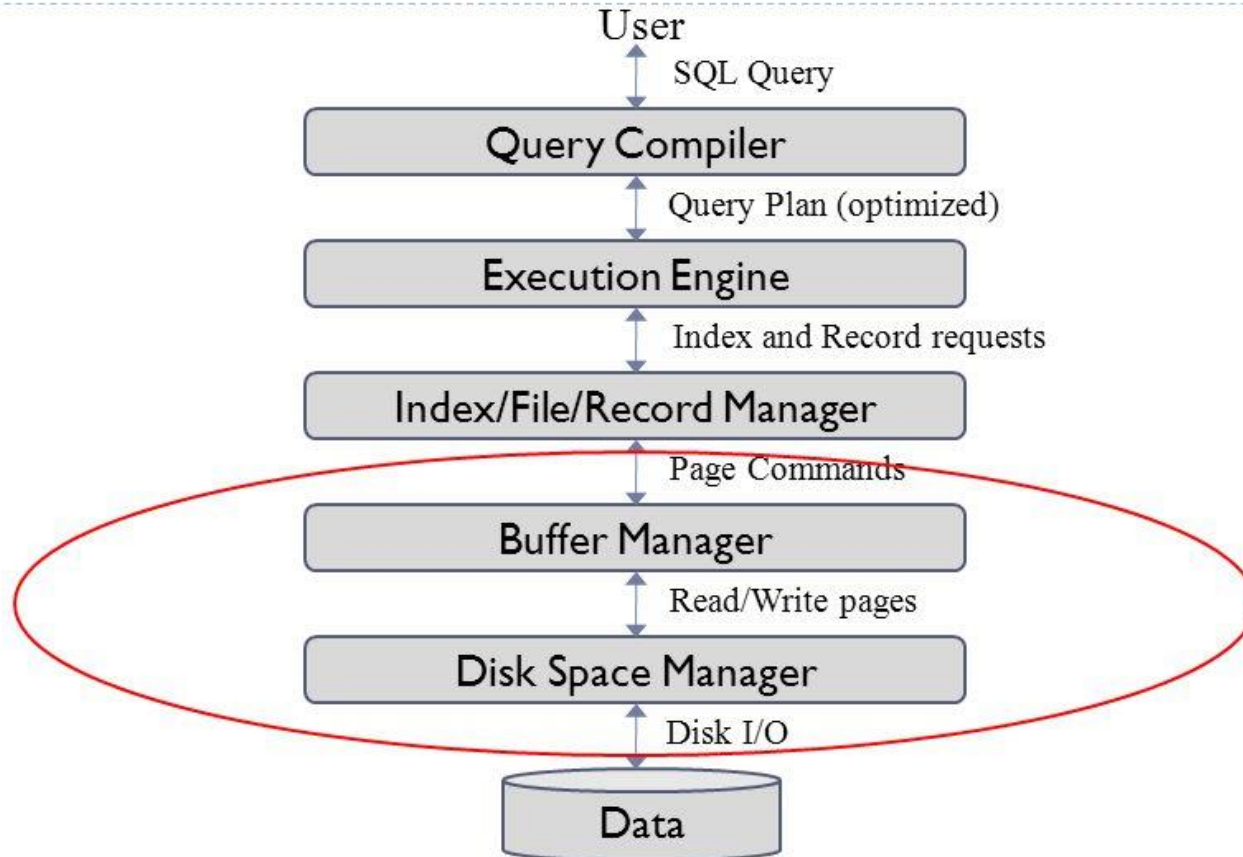 User
SQL Query
Query Compiler
Query Plan (optimized)
Execution Engine
Index and Record requests
Index/File/Record Manager
Page Commands
Buffer Manager
Read/Write pages
Disk Space Manager
Disk I/O
Data